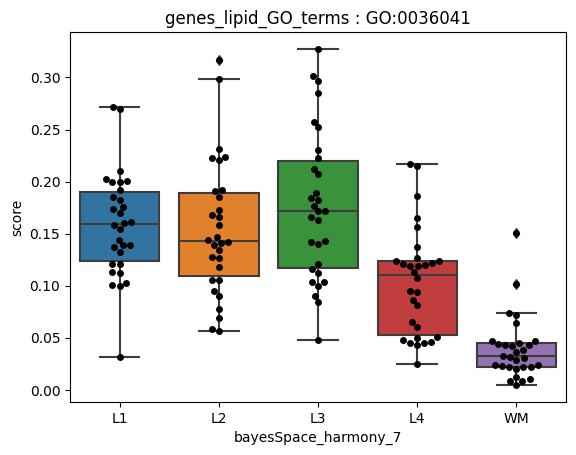 genes_lipid_GO_terms : GO:0036041
0.30
0.25
0.20
0.15
0.10
0.05
0.00
score
L1 L2 L3 L4 WM
bayesSpace_harmony_7